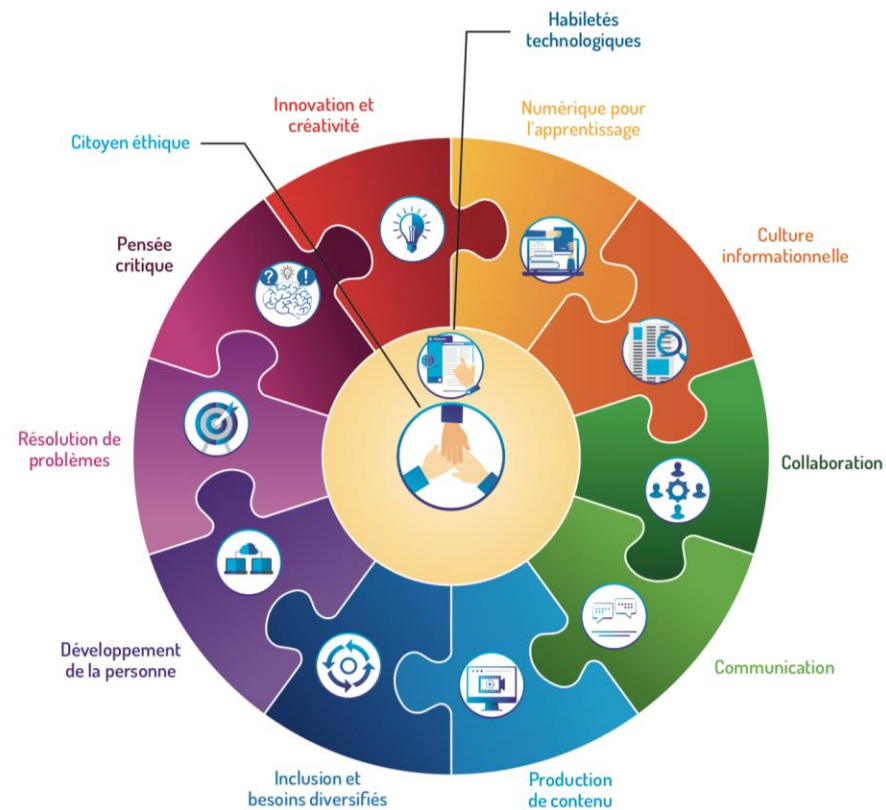 Habiletés
technologiques
Innovation et
créativité
Numérique pour
l'apprentissage
Citoyen éthique
Pensée
critique
Culture
informationnelle
Résolution de
problèmes
Collaboration
Développement
de la personne
Communication
Inclusion et
besoins diversifiés
Production
de contenu
? !